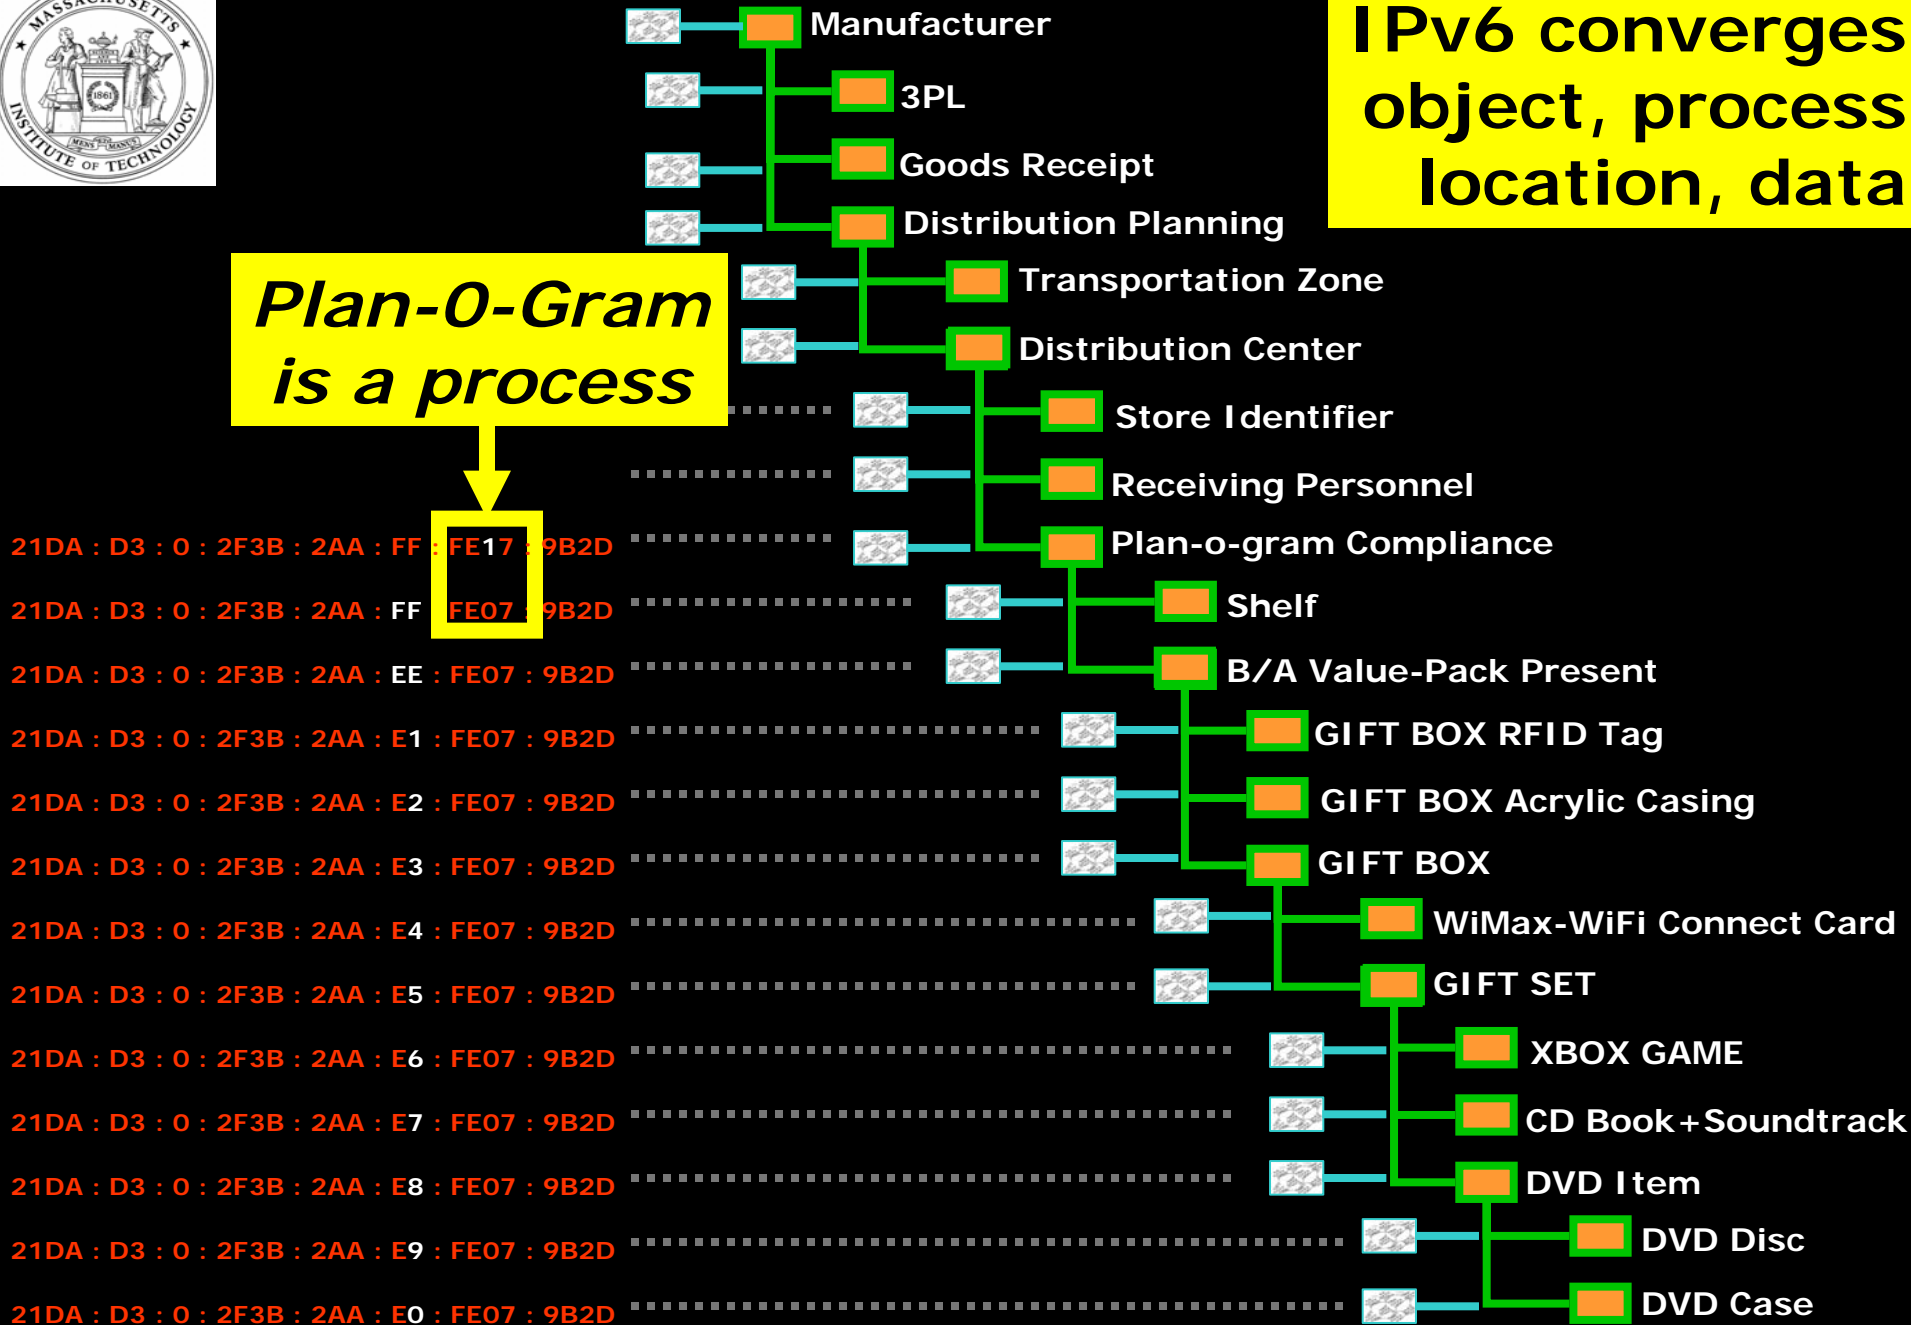 MASSACHUSETTS
INSTITUTE OF TECHNOLOGY
1861
MENS ET MANUS
IPv6 converges
object, process
location, data
Plan-O-Gram
is a process
Manufacturer
3PL
Goods Receipt
Distribution Planning
Transportation Zone
Distribution Center
Store Identifier
Receiving Personnel
21DA : D3 : 0 : 2F3B : 2AA : FF : FE17 : 9B2D
Plan-o-gram Compliance
21DA : D3 : 0 : 2F3B : 2AA : FF FE07 : 9B2D
Shelf
21DA : D3 : 0 : 2F3B : 2AA : EE : FE07 : 9B2D
B/A Value-Pack Present
21DA : D3 : 0 : 2F3B : 2AA : E1 : FE07 : 9B2D
GIFT BOX RFID Tag
21DA : D3 : 0 : 2F3B : 2AA : E2 : FE07 : 9B2D
GIFT BOX Acrylic Casing
21DA : D3 : 0 : 2F3B : 2AA : E3 : FE07 : 9B2D
GIFT BOX
21DA : D3 : 0 : 2F3B : 2AA : E4 : FE07 : 9B2D
WiMax-WiFi Connect Card
21DA : D3 : 0 : 2F3B : 2AA : E5 : FE07 : 9B2D
GIFT SET
21DA : D3 : 0 : 2F3B : 2AA : E6 : FE07 : 9B2D
XBOX GAME
21DA : D3 : 0 : 2F3B : 2AA : E7 : FE07 : 9B2D
CD Book+Soundtrack
21DA : D3 : 0 : 2F3B : 2AA : E8 : FE07 : 9B2D
DVD Item
21DA : D3 : 0 : 2F3B : 2AA : E9 : FE07 : 9B2D
DVD Disc
21DA : D3 : 0 : 2F3B : 2AA : E0 : FE07 : 9B2D
DVD Case